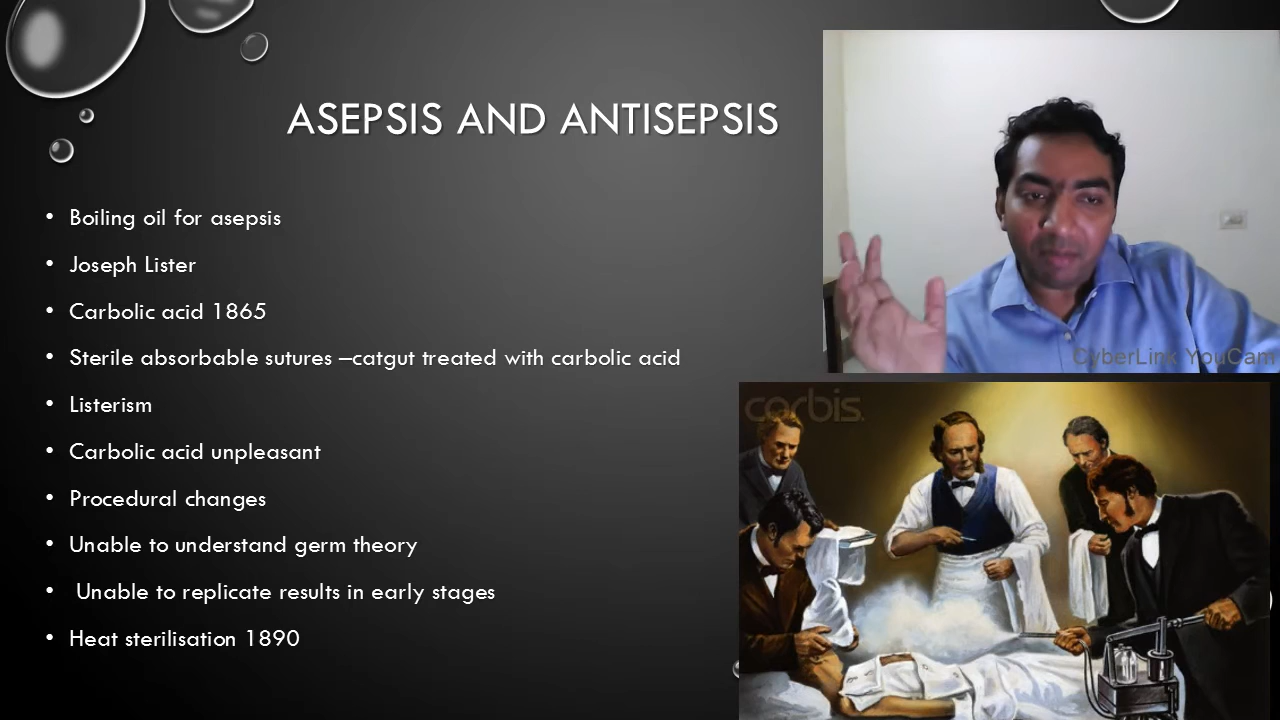 ASEPSIS AND ANTISEPSIS
• Boiling oil for asepsis
• Joseph Lister
• Carbolic acid 1865
• Sterile absorbable sutures –catgut treated with carbolic acid
• Listerism
• Carbolic acid unpleasant
• Procedural changes
• Unable to understand germ theory
• Unable to replicate results in early stages
• Heat sterilisation 1890
CyberLink YouCam
corbis.